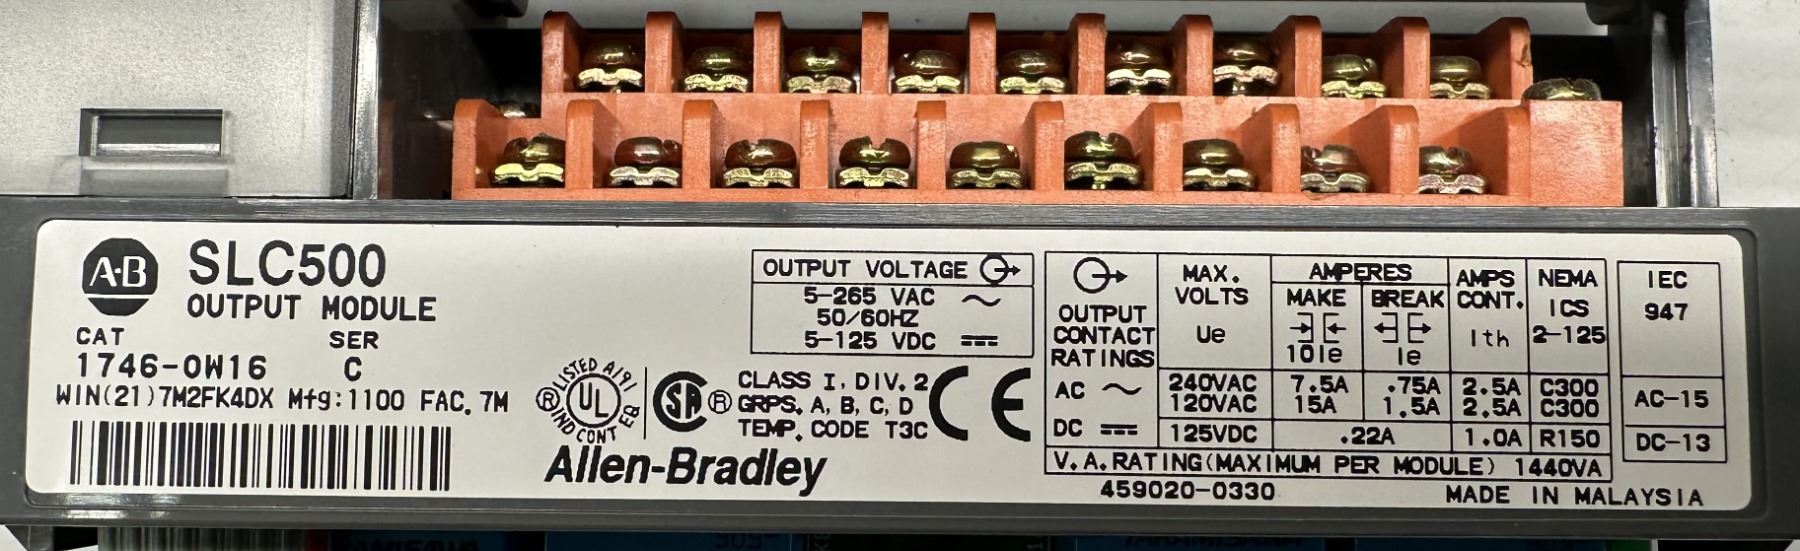 A-B
SLC500
OUTPUT MODULE
CAT SER
1746-OW16 C
WIN(21)7M2FK4DX Mfg:1100 FAC. 7M
LISTED A191
UL
IND CONT EQ
SA
CLASS I, DIV. 2
GRPS. A, B, C, D
TEMP. CODE T3C
CE
Allen-Bradley
OUTPUT VOLTAGE
5-265 VAC
50/60HZ
5-125 VDC
OUTPUT CONTACT RATINGS
MAX. VOLTS Ue
AMPERES
MAKE 10Ie
BREAK Ie
AMPS CONT. Ith
NEMA ICS 2-125
IEC 947
AC 240VAC 7.5A .75A 2.5A C300 AC-15
120VAC 15A 1.5A 2.5A C300
DC 125VDC .22A 1.0A R150 DC-13
V.A.RATING(MAXIMUM PER MODULE) 1440VA
459020-0330
MADE IN MALAYSIA